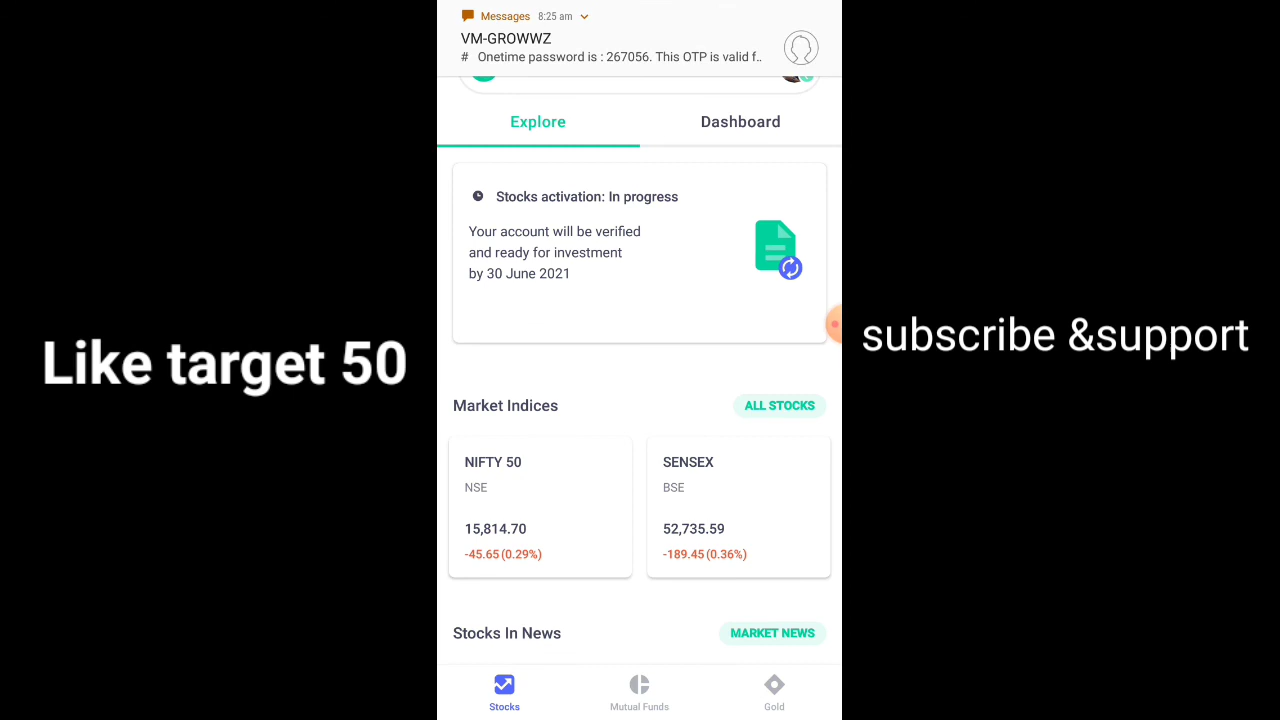 Messages 8:25 am
VM-GROWWZ
# Onetime password is : 267056. This OTP is valid f..
Explore
Dashboard
Stocks activation: In progress
Your account will be verified
and ready for investment
by 30 June 2021
Like target 50
subscribe &support
Market Indices
ALL STOCKS
NIFTY 50
NSE
15,814.70
-45.65 (0.29%)
SENSEX
BSE
52,735.59
-189.45 (0.36%)
Stocks In News
MARKET NEWS
Stocks
Mutual Funds
Gold